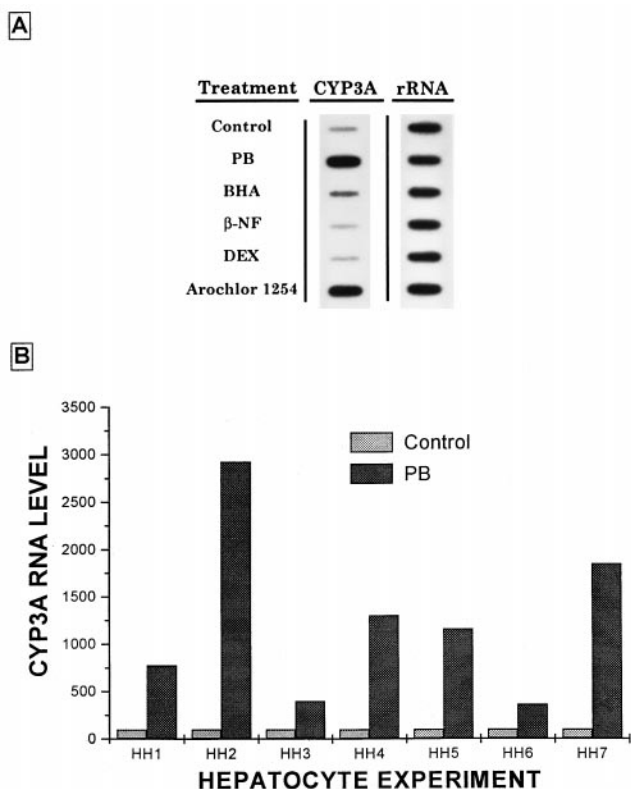 A
Treatment CYP3A rRNA
Control
PB
BHA
β-NF
DEX
Arochlor 1254
B
CYP3A RNA LEVEL
3500
3000
2500
2000
1500
1000
500
0
Control
PB
HH1 HH2 HH3 HH4 HH5 HH6 HH7
HEPATOCYTE EXPERIMENT